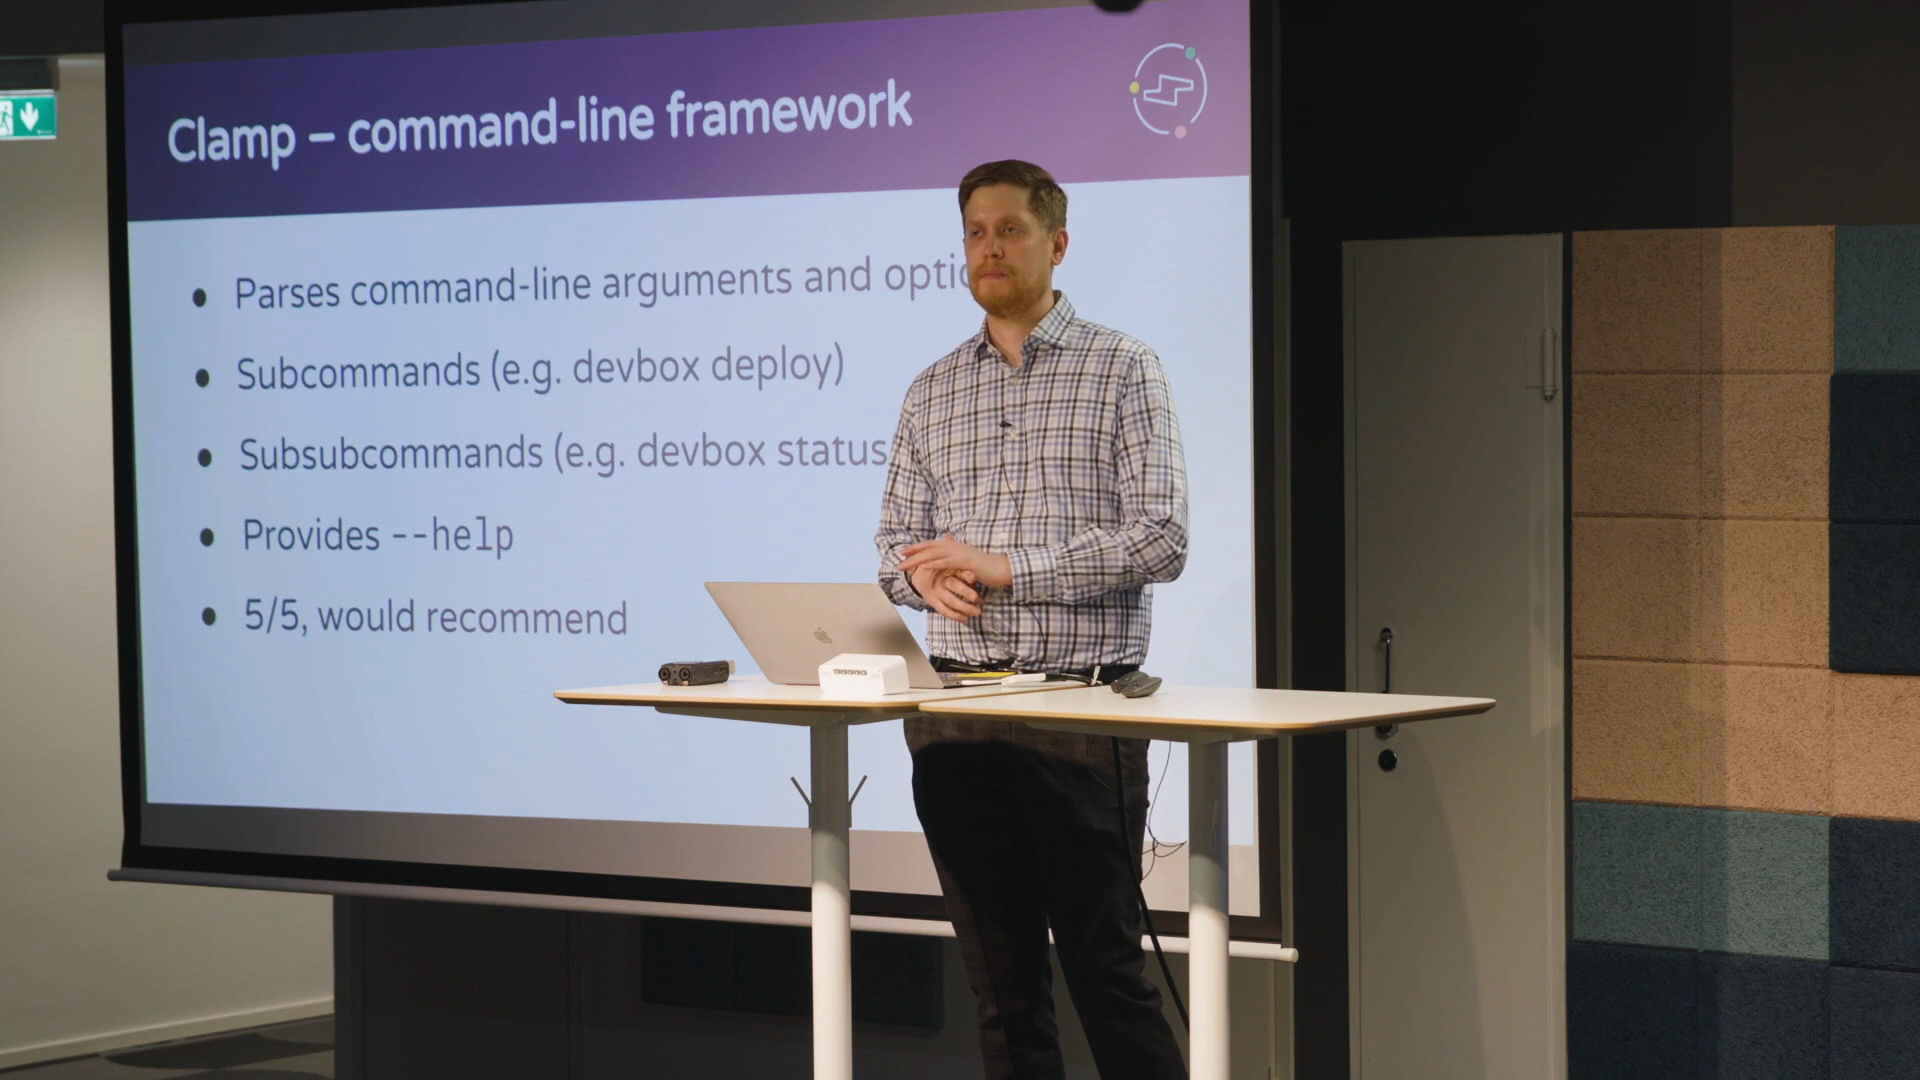 Clamp – command-line framework
• Parses command-line arguments and optio
• Subcommands (e.g. devbox deploy)
• Subsubcommands (e.g. devbox status
• Provides --help
• 5/5, would recommend